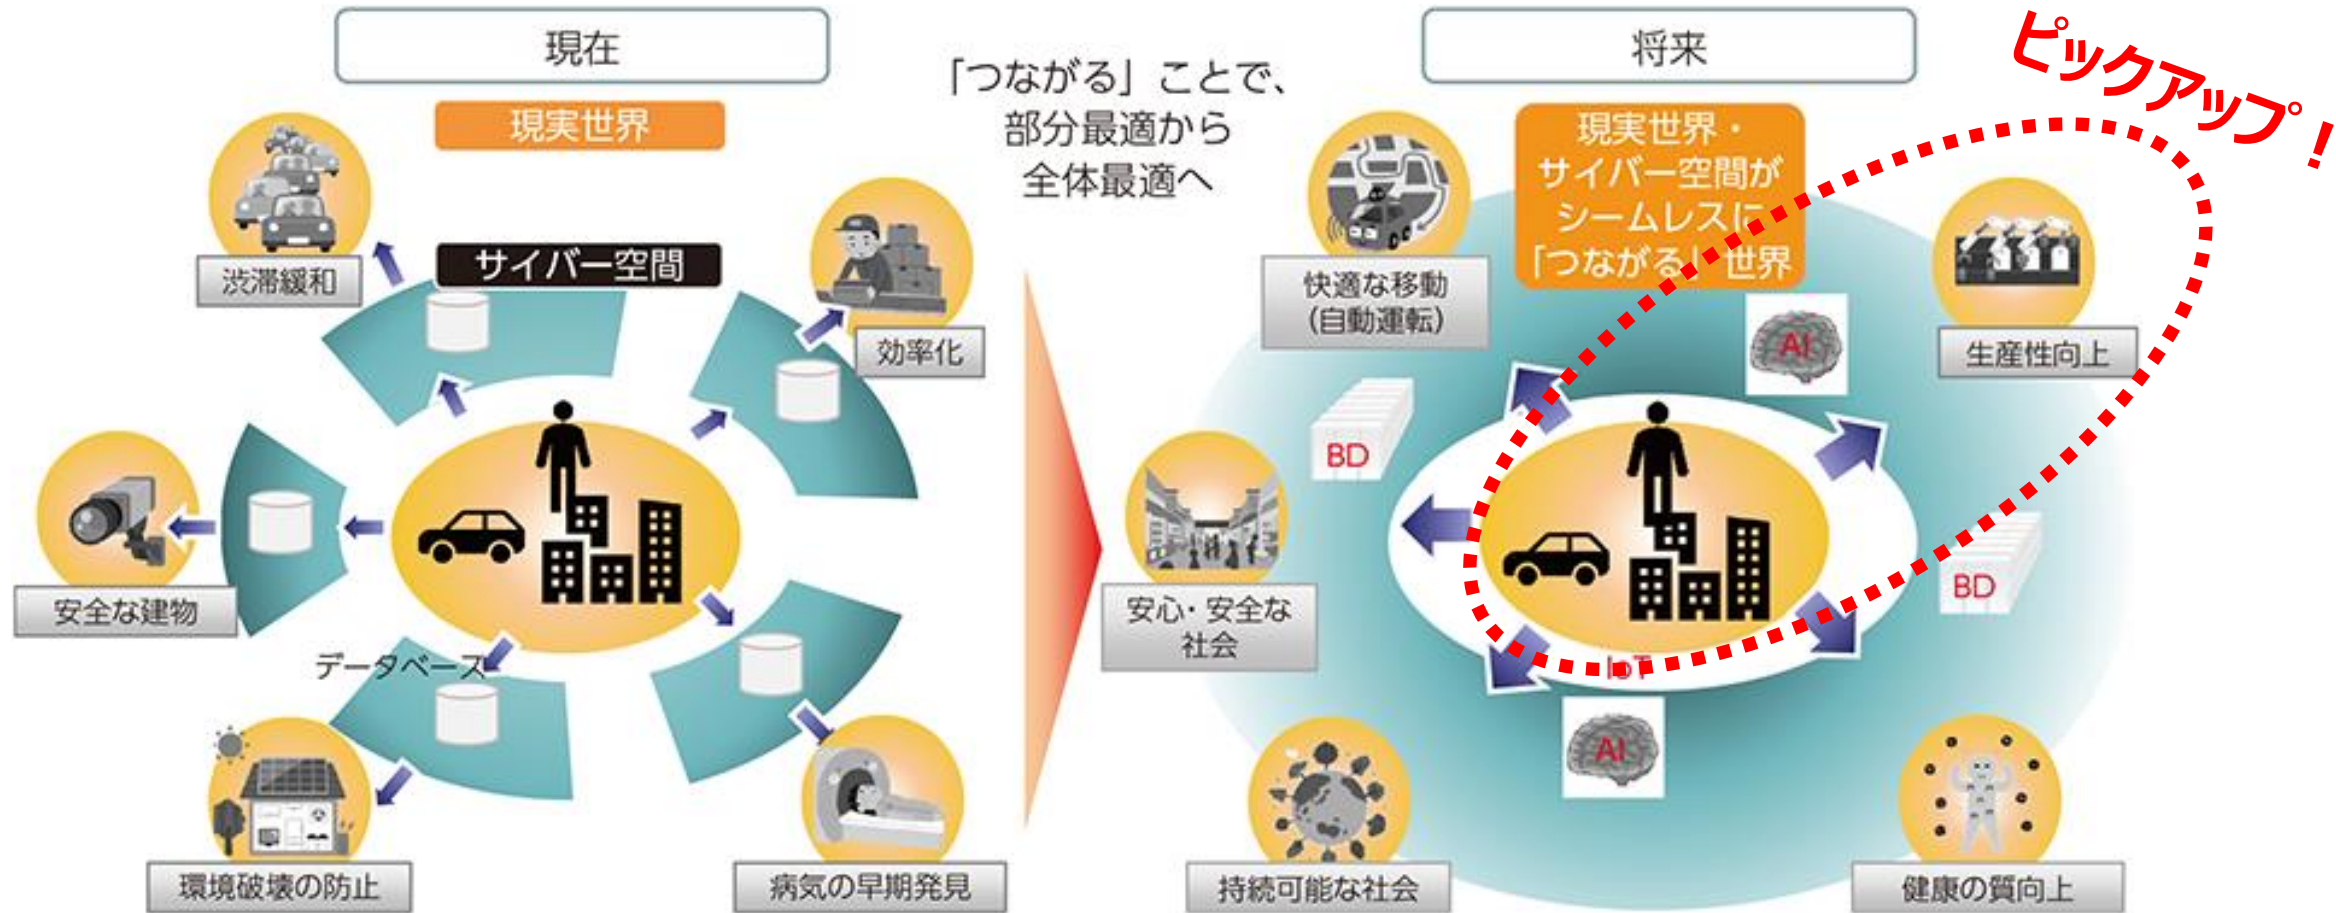 現在
現実世界
サイバー空間
渋滞緩和
効率化
安全な建物
データベース
環境破壊の防止
病気の早期発見
「つながる」ことで、
部分最適から
全体最適へ
将来
ピックアップ！
現実世界・
サイバー空間が
シームレスに
「つながる」世界
快適な移動
(自動運転)
生産性向上
AI
BD
安心・安全な
社会
BD
IoT
AI
持続可能な社会
健康の質向上